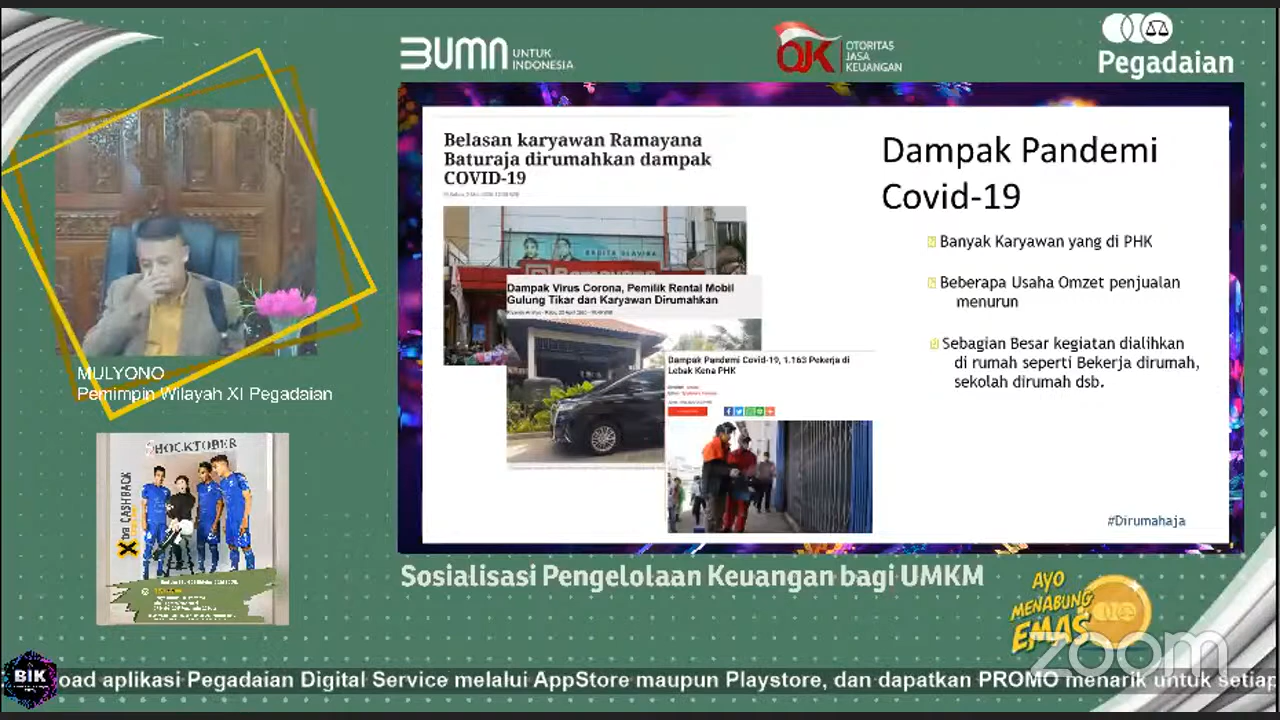 BUMN
UNTUK
INDONESIA
OJK
OTORITAS
JASA
KEUANGAN
Pegadaian
Belasan karyawan Ramayana
Baturaja dirumahkan dampak
COVID-19
Dampak Virus Corona, Pemilik Rental Mobil
Gulung Tikar dan Karyawan Dirumahkan
Dampak Pandemi Covid-19, 1.163 Pekerja di
Lebak Kena PHK
Dampak Pandemi
Covid-19
Banyak Karyawan yang di PHK
Beberapa Usaha Omzet penjualan
menurun
Sebagian Besar kegiatan dialihkan
di rumah seperti Bekerja dirumah,
sekolah dirumah dsb.
#Dirumahaja
MULYONO
Pemimpin Wilayah XI Pegadaian
SHOCKTOBER
Xtra CASHBACK
Sosialisasi Pengelolaan Keuangan bagi UMKM
AYO
MENABUNG
EMAS
zoom
BIK
oad aplikasi Pegadaian Digital Service melalui AppStore maupun Playstore, dan dapatkan PROMO menarik untuk setiap